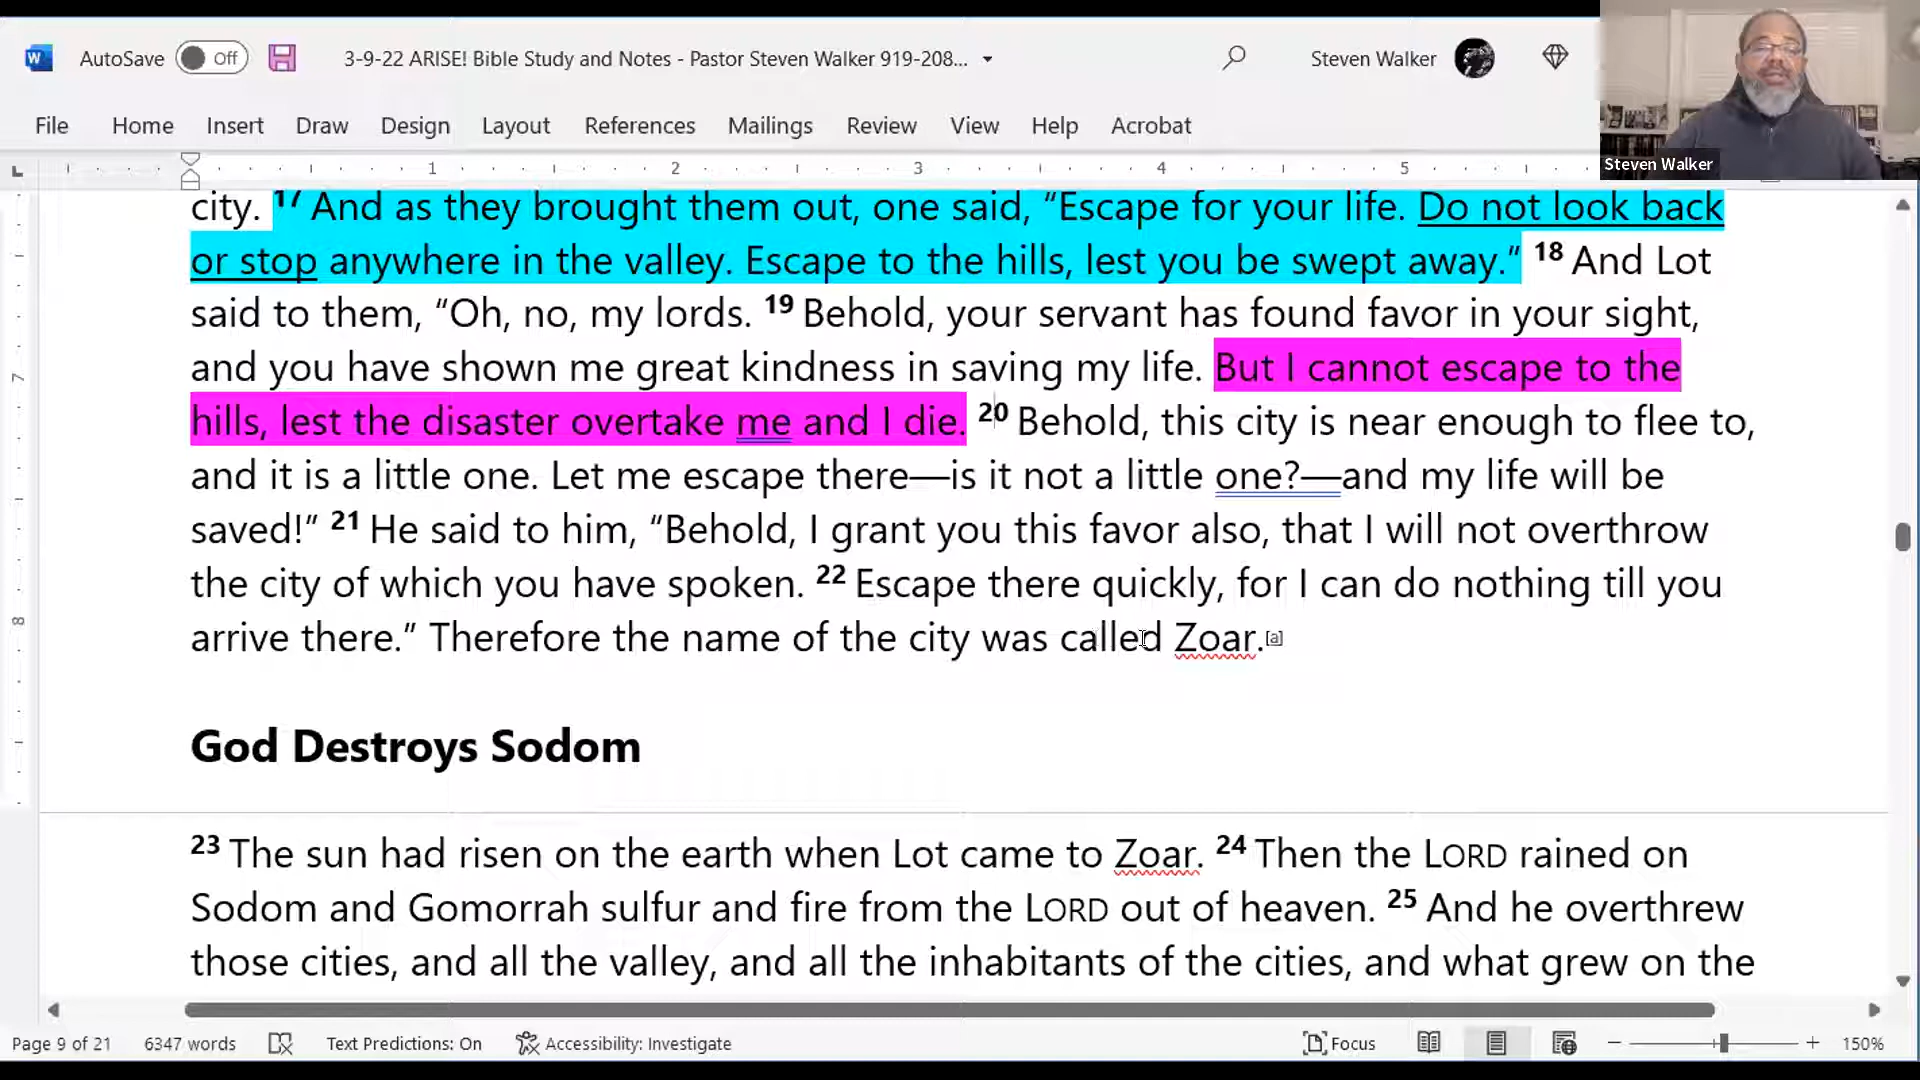 AutoSave Off 3-9-22 ARISE! Bible Study and Notes - Pastor Steven Walker 919-208... Steven Walker
File Home Insert Draw Design Layout References Mailings Review View Help Acrobat
Steven Walker
1 2 3 4 5
city. 17 And as they brought them out, one said, “Escape for your life. Do not look back
or stop anywhere in the valley. Escape to the hills, lest you be swept away.” 18 And Lot
said to them, “Oh, no, my lords. 19 Behold, your servant has found favor in your sight,
and you have shown me great kindness in saving my life. But I cannot escape to the
hills, lest the disaster overtake me and I die. 20 Behold, this city is near enough to flee to,
and it is a little one. Let me escape there—is it not a little one?—and my life will be
saved!” 21 He said to him, “Behold, I grant you this favor also, that I will not overthrow
the city of which you have spoken. 22 Escape there quickly, for I can do nothing till you
arrive there.” Therefore the name of the city was called Zoar.[a]
God Destroys Sodom
23 The sun had risen on the earth when Lot came to Zoar. 24 Then the LORD rained on
Sodom and Gomorrah sulfur and fire from the LORD out of heaven. 25 And he overthrew
those cities, and all the valley, and all the inhabitants of the cities, and what grew on the
7
8
Page 9 of 21 6347 words Text Predictions: On Accessibility: Investigate Focus 150%